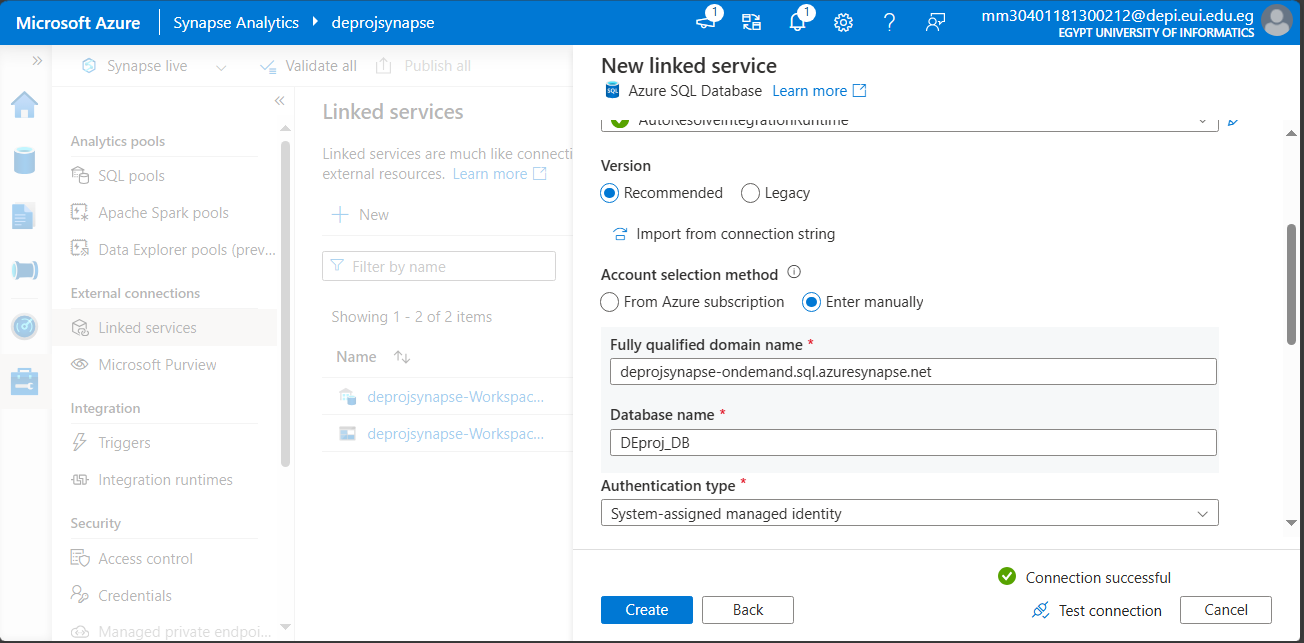 Microsoft Azure
Synapse Analytics
deprojsynapse
1
1
mm30401181300212@depi.eui.edu.eg
EGYPT UNIVERSITY OF INFORMATICS
Synapse live
Validate all
Publish all
Analytics pools
SQL pools
Apache Spark pools
Data Explorer pools (prev...
External connections
Linked services
Microsoft Purview
Integration
Triggers
Integration runtimes
Security
Access control
Credentials
Managed private endpoi...
Linked services
Linked services are much like connecti
external resources. Learn more
New
Filter by name
Showing 1 - 2 of 2 items
Name
deprojsynapse-Workspac...
deprojsynapse-Workspac...
New linked service
SQL
Azure SQL Database Learn more
AutoResolveIntegrationRuntime
Version
Recommended
Legacy
Import from connection string
Account selection method
From Azure subscription
Enter manually
Fully qualified domain name *
deprojsynapse-ondemand.sql.azuresynapse.net
Database name *
DEproj_DB
Authentication type *
System-assigned managed identity
Connection successful
Create
Back
Test connection
Cancel